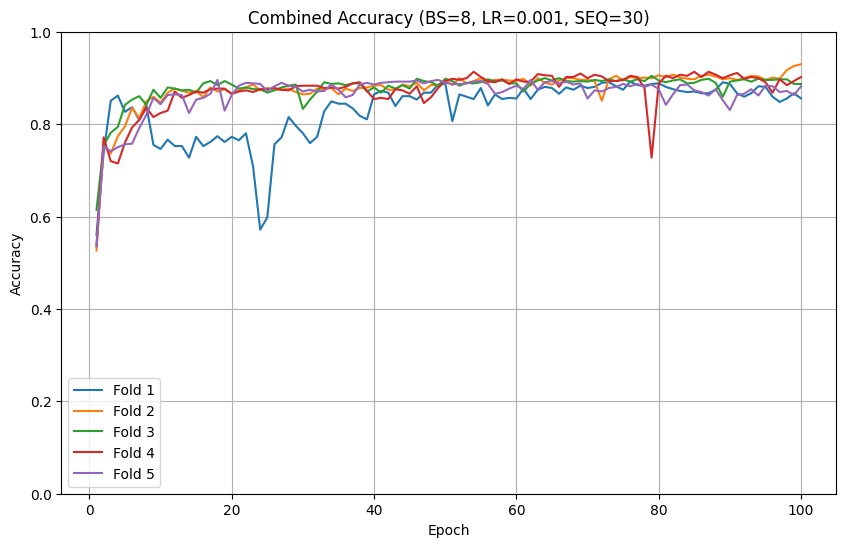 Combined Accuracy (BS=8, LR=0.001, SEQ=30)
1.0
0.8
0.6
0.4
0.2
0.0
Accuracy
Fold 1
Fold 2
Fold 3
Fold 4
Fold 5
0 20 40 60 80 100
Epoch